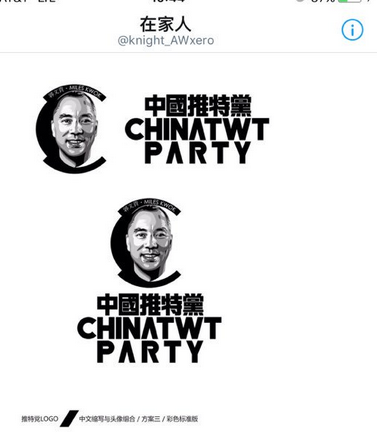 在家人
@knight_AWxero
郭文貴·MILES KWOK
中國推特黨
CHINATWT
PARTY
郭文貴·MILES KWOK
中國推特黨
CHINATWT
PARTY
推特党LOGO
中文缩写与头像组合 / 方案三 / 彩色标准版